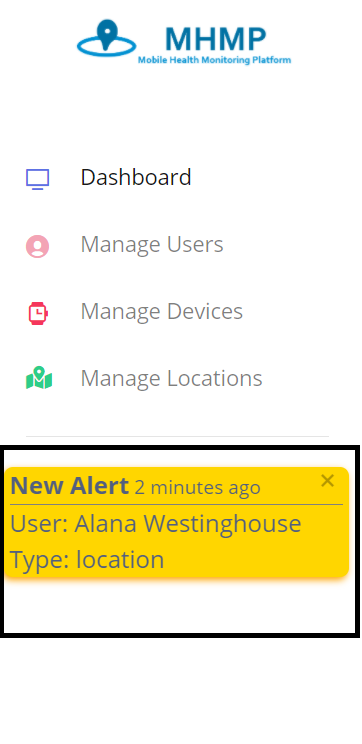 MHMP
Mobile Health Monitoring Platform
Dashboard
Manage Users
Manage Devices
Manage Locations
New Alert 2 minutes ago ×
User: Alana Westinghouse
Type: location